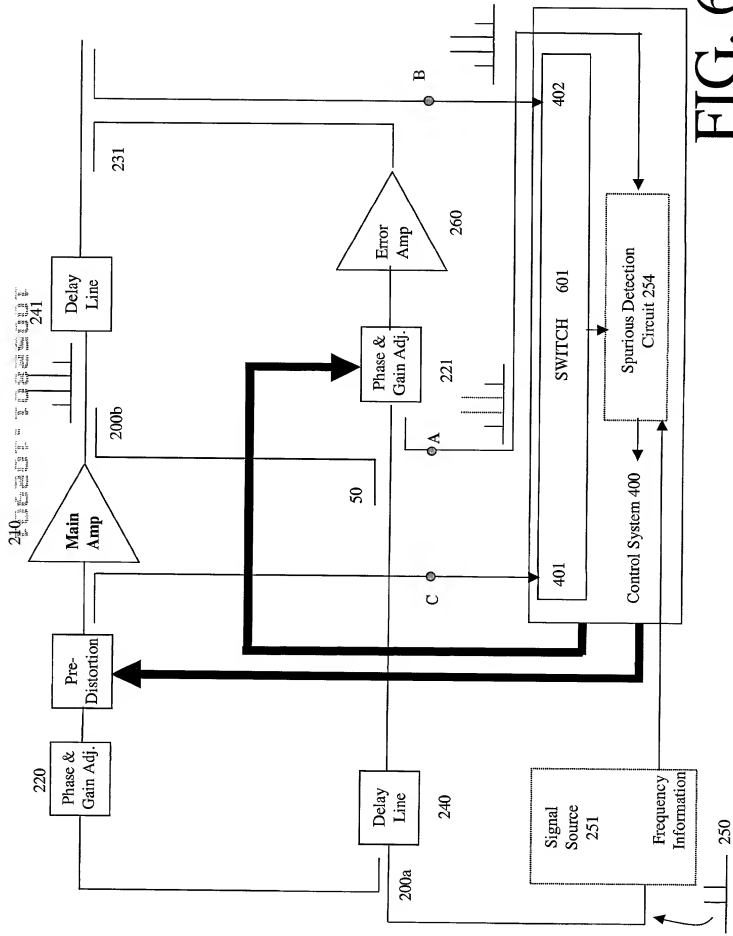 FIG. 6
220
Phase &
Gain Adj.
Pre-
Distortion
210
Main
Amp
241
Delay
Line
200b
231
50
200a
Delay
Line
240
Phase &
Gain Adj.
221
Error
Amp
260
C
A
B
401
SWITCH 601
402
Control System 400
Spurious Detection
Circuit 254
Signal
Source
251
Frequency
Information
250